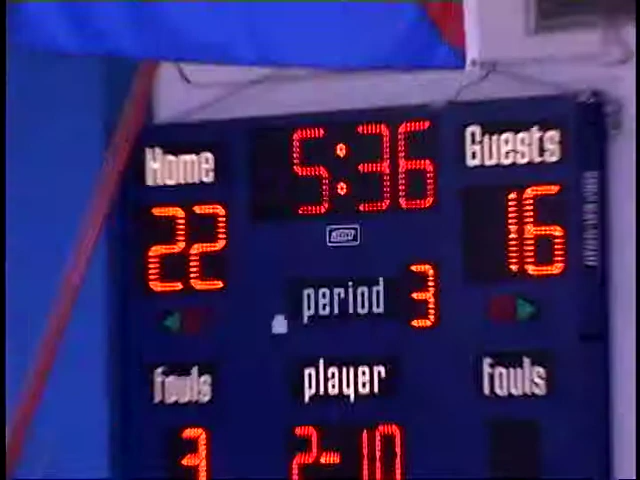 5:36
Home Guests
22 16
period 3
fouls player fouls
3 2-10